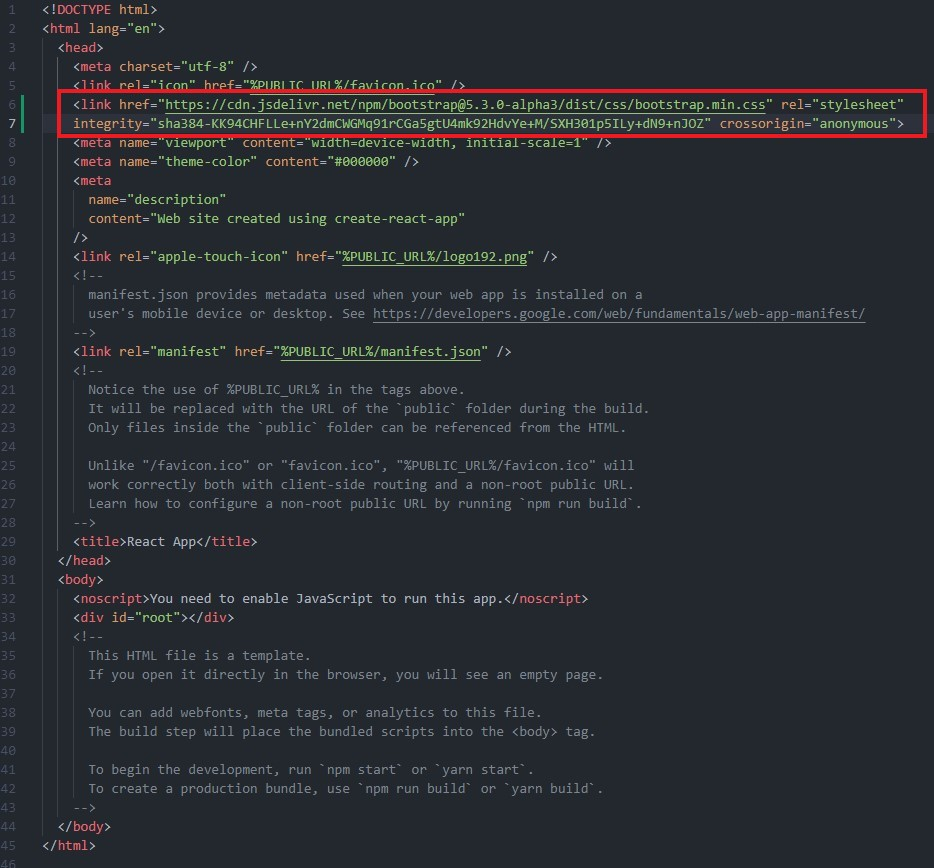 1 <!DOCTYPE html>
2 <html lang="en">
3 <head>
4 <meta charset="utf-8" />
5 <link rel="icon" href="%PUBLIC_URL%/favicon.ico" />
6 <link href="https://cdn.jsdelivr.net/npm/bootstrap@5.3.0-alpha3/dist/css/bootstrap.min.css" rel="stylesheet"
7 integrity="sha384-KK94CHFLLe+nY2dmCWGMq91rCGa5gtU4mk92HdvYe+M/SXH301p5ILy+dN9+nJOZ" crossorigin="anonymous">
8 <meta name="viewport" content="width=device-width, initial-scale=1" />
9 <meta name="theme-color" content="#000000" />
10 <meta
11 name="description"
12 content="Web site created using create-react-app"
13 />
14 <link rel="apple-touch-icon" href="%PUBLIC_URL%/logo192.png" />
15 <!--
16 manifest.json provides metadata used when your web app is installed on a
17 user's mobile device or desktop. See https://developers.google.com/web/fundamentals/web-app-manifest/
18 -->
19 <link rel="manifest" href="%PUBLIC_URL%/manifest.json" />
20 <!--
21 Notice the use of %PUBLIC_URL% in the tags above.
22 It will be replaced with the URL of the `public` folder during the build.
23 Only files inside the `public` folder can be referenced from the HTML.
24
25 Unlike "/favicon.ico" or "favicon.ico", "%PUBLIC_URL%/favicon.ico" will
26 work correctly both with client-side routing and a non-root public URL.
27 Learn how to configure a non-root public URL by running `npm run build`.
28 -->
29 <title>React App</title>
30 </head>
31 <body>
32 <noscript>You need to enable JavaScript to run this app.</noscript>
33 <div id="root"></div>
34 <!--
35 This HTML file is a template.
36 If you open it directly in the browser, you will see an empty page.
37
38 You can add webfonts, meta tags, or analytics to this file.
39 The build step will place the bundled scripts into the <body> tag.
40
41 To begin the development, run `npm start` or `yarn start`.
42 To create a production bundle, use `npm run build` or `yarn build`.
43 -->
44 </body>
45 </html>
46